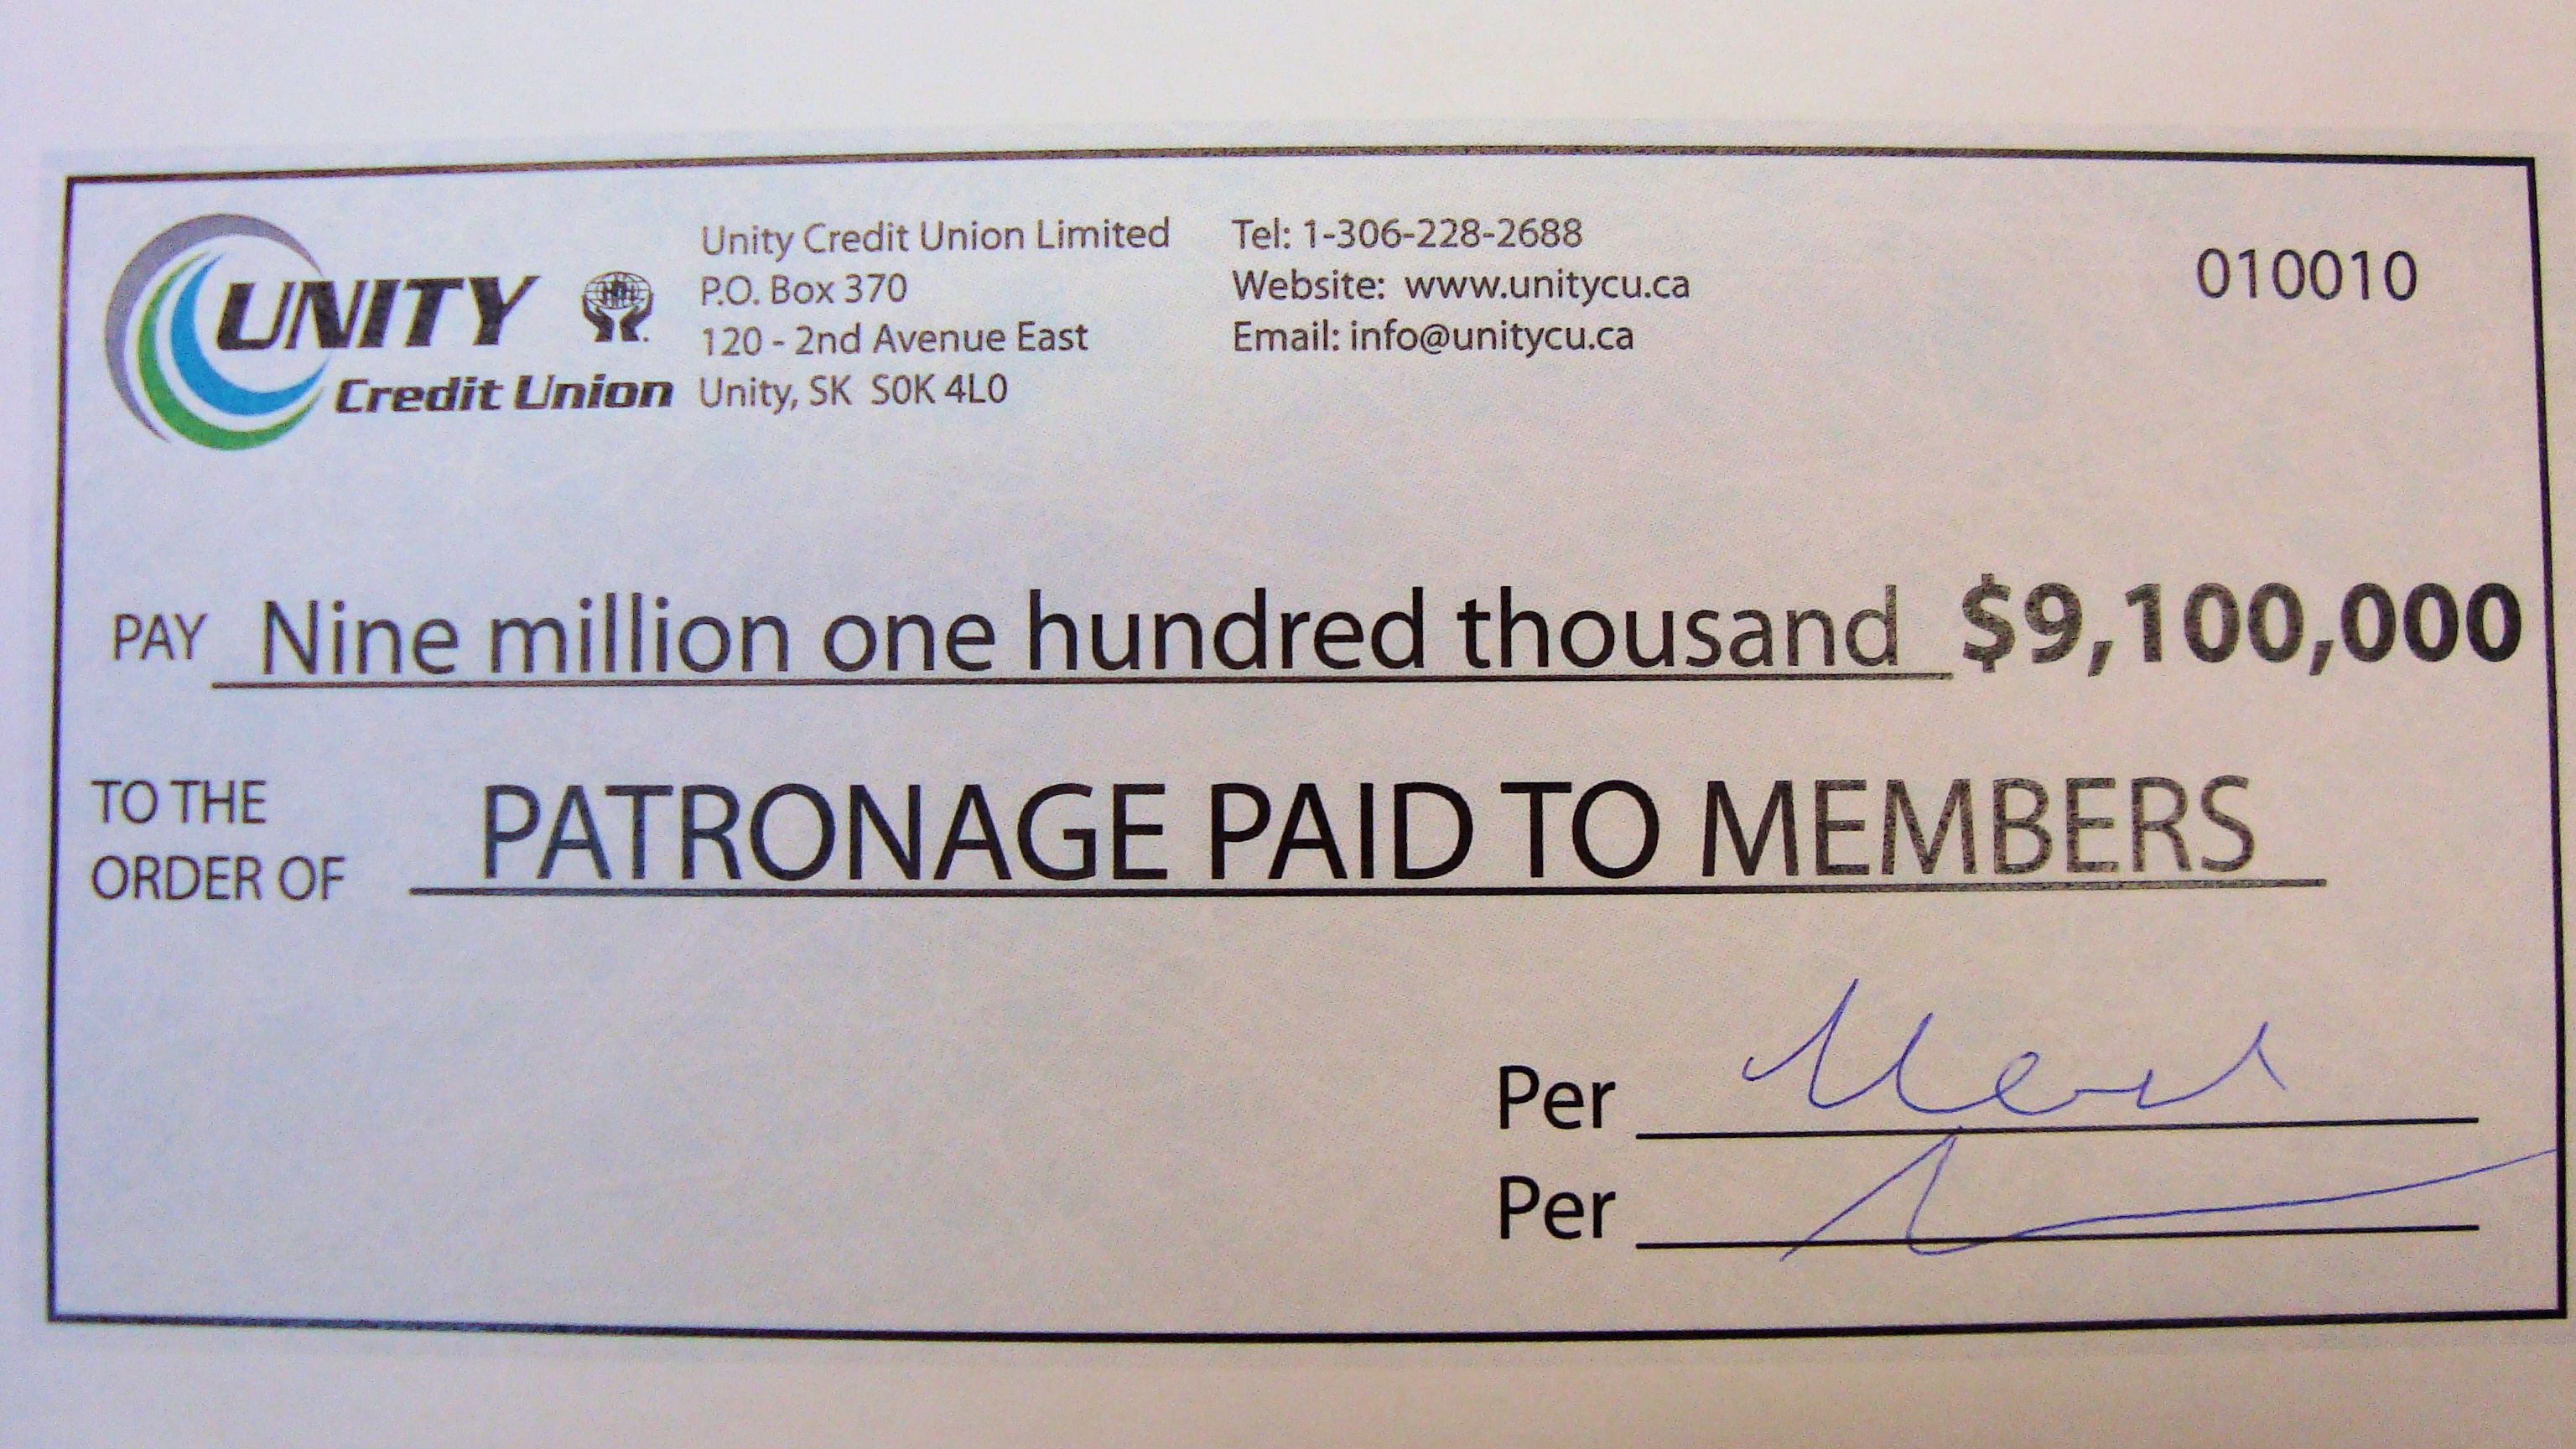 UNITY
Credit Union
Unity Credit Union Limited
P.O. Box 370
120 - 2nd Avenue East
Unity, SK  S0K 4L0
Tel: 1-306-228-2688
Website:  www.unitycu.ca
Email: info@unitycu.ca
010010
PAY Nine million one hundred thousand $9,100,000
TO THE
ORDER OF PATRONAGE PAID TO MEMBERS
Per
Per